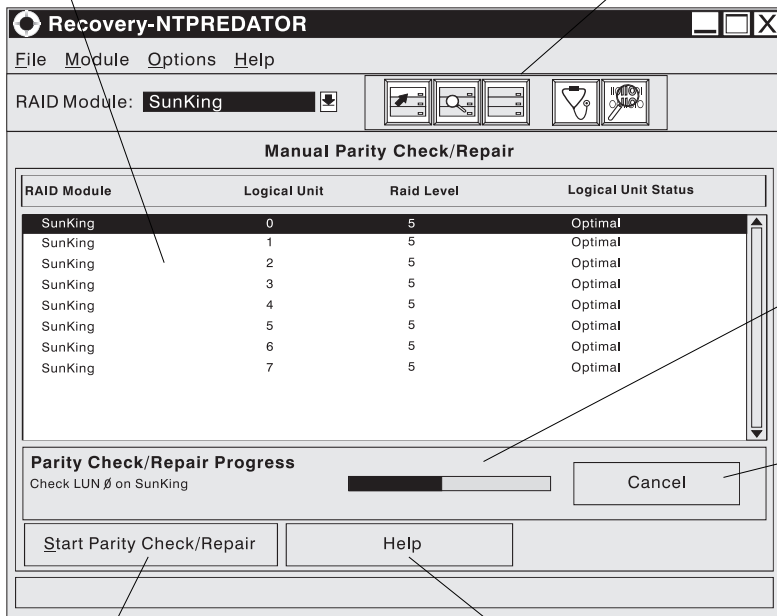 Recovery-NTPREDATOR
File Module Options Help
RAID Module: SunKing
Manual Parity Check/Repair
RAID Module Logical Unit Raid Level Logical Unit Status
SunKing 0 5 Optimal
SunKing 1 5 Optimal
SunKing 2 5 Optimal
SunKing 3 5 Optimal
SunKing 4 5 Optimal
SunKing 5 5 Optimal
SunKing 6 5 Optimal
SunKing 7 5 Optimal
Parity Check/Repair Progress
Check LUN Ø on SunKing
Cancel
Start Parity Check/Repair Help